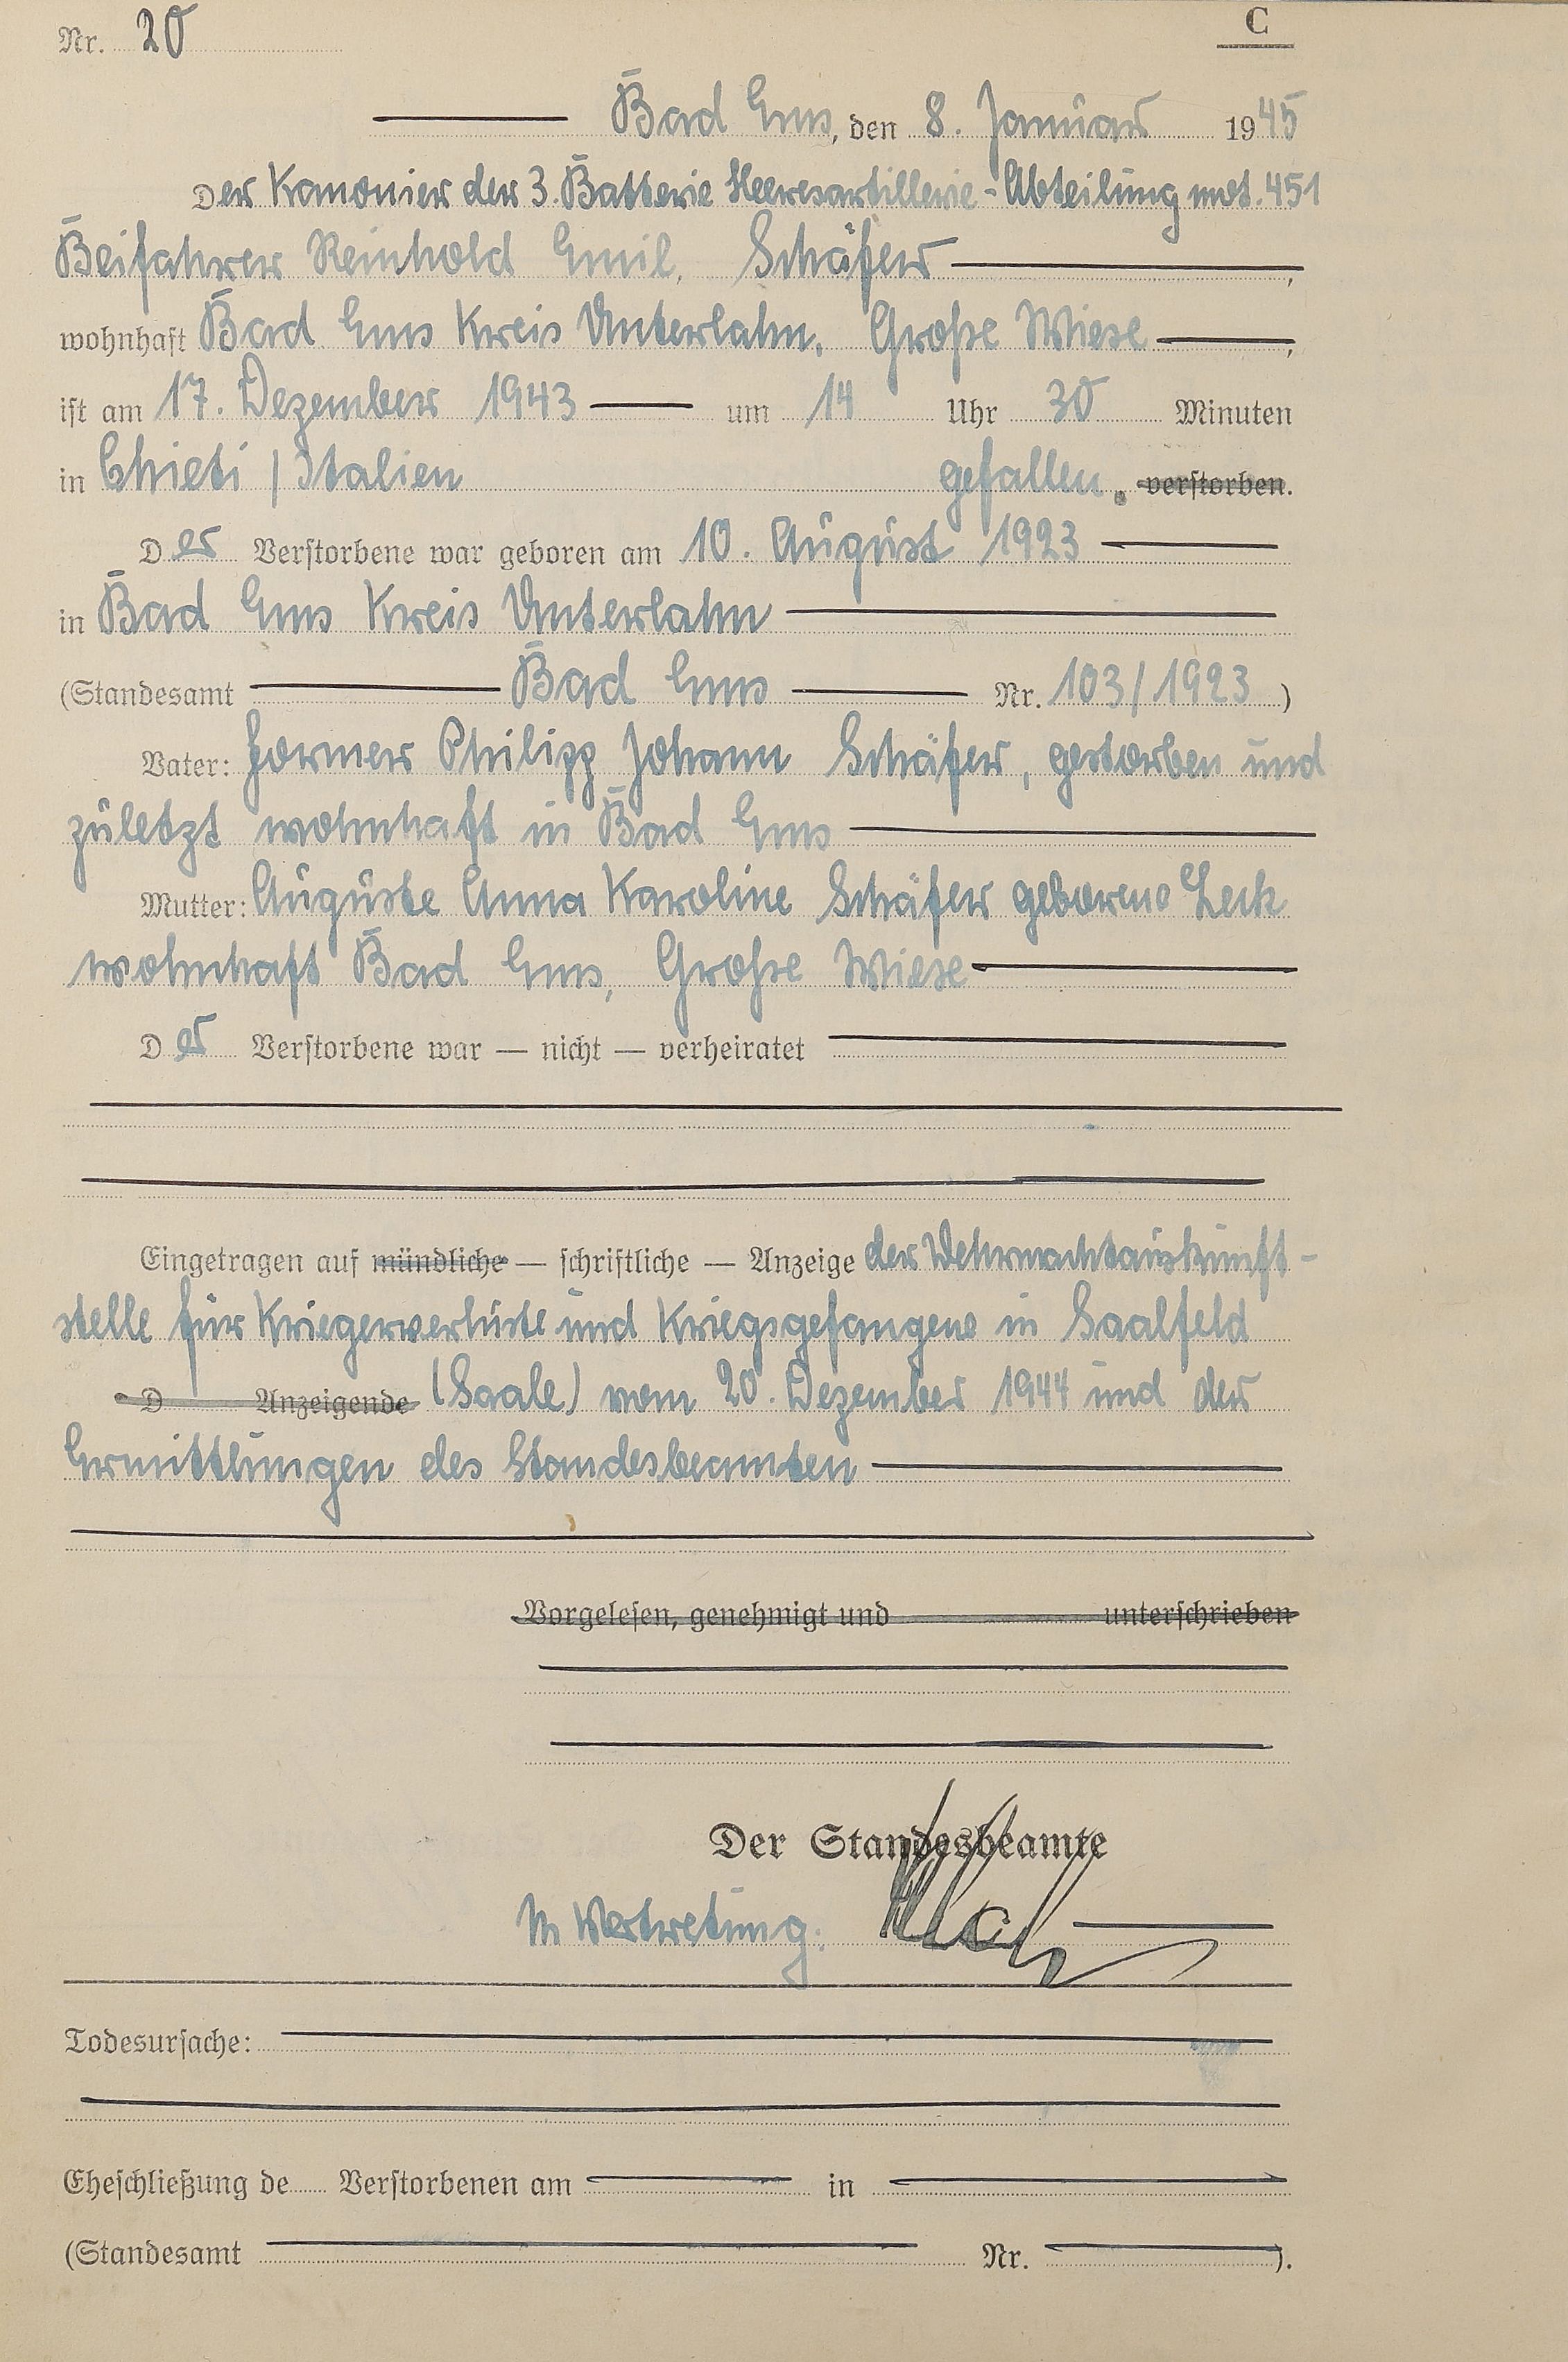 Nr. 20 C
Bad Ems, den 8. Januar 1945
Der Kanonier der 3. Batterie Heeresartillerie-Abteilung mot. 451
Beifahrer Reinhold Emil, Schäfer,
wohnhaft Bad Ems Kreis Unterlahn, Große Wiese,
ist am 17. Dezember 1943 um 14 Uhr 30 Minuten
in Chieti / Italien gefallen. verstorben.
Der Verstorbene war geboren am 10. August 1923
in Bad Ems Kreis Unterlahn
(Standesamt Bad Ems Nr. 103/1923)
Vater: Former Philipp Johann Schäfer, gestorben und
zuletzt wohnhaft in Bad Ems
Mutter: Auguste Anna Karoline Schäfer geborene
wohnhaft Bad Ems, Große Wiese
Der Verstorbene war — nicht — verheiratet
Eingetragen auf mündliche — schriftliche — Anzeige der Wehrmachtauskunft-
stelle für Kriegerverluste und Kriegsgefangene in Saalfeld
D Anzeigende (Saale) vom 20. Dezember 1944 und der
Ermittlungen des Standesbeamten
Vorgelesen, genehmigt und unterschrieben
Der Standesbeamte
In Vertretung:
Todesursache:
Eheschließung de Verstorbenen am in
(Standesamt Nr. ).